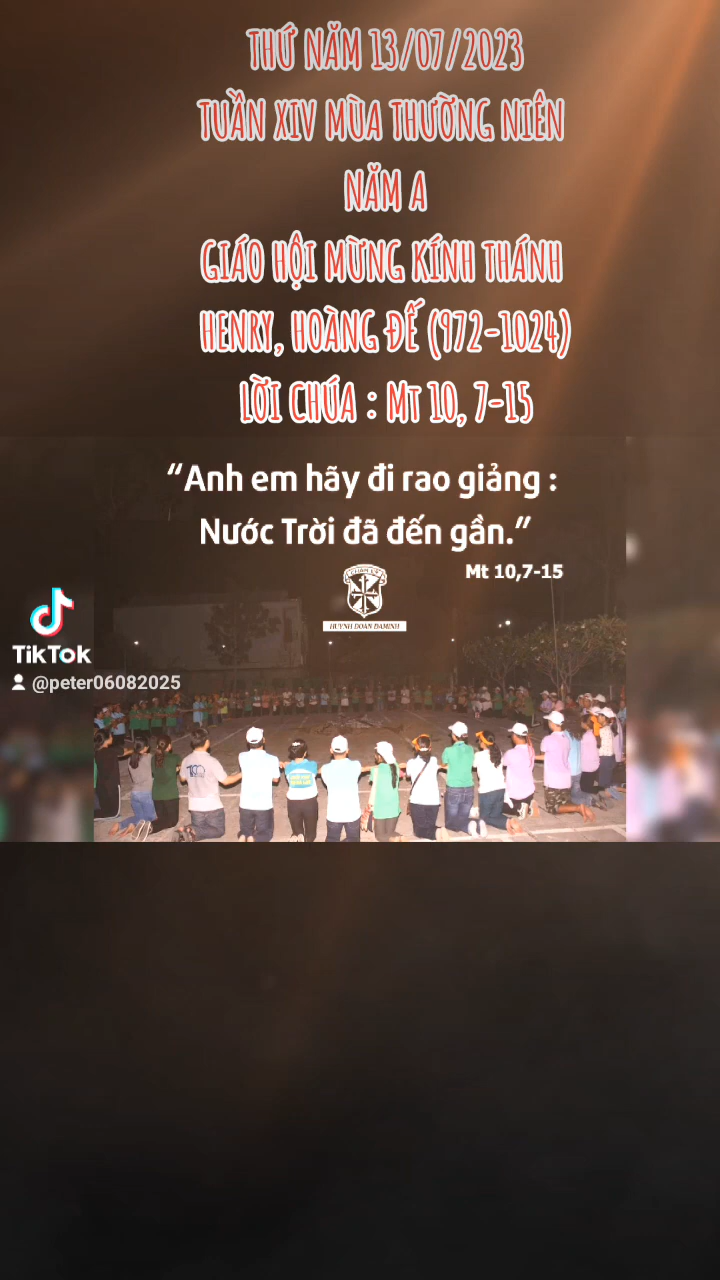 THỨ NĂM 13/07/2023
TUẦN XIV MÙA THƯỜNG NIÊN
NĂM A
GIÁO HỘI MỪNG KÍNH THÁNH
HENRY, HOÀNG ĐẾ (972-1024)
LỜI CHÚA : MT 10, 7-15
“Anh em hãy đi rao giảng :
Nước Trời đã đến gần.”
Mt 10,7-15
HUYNH ĐOÀN ĐAMINH
TikTok
@peter06082025